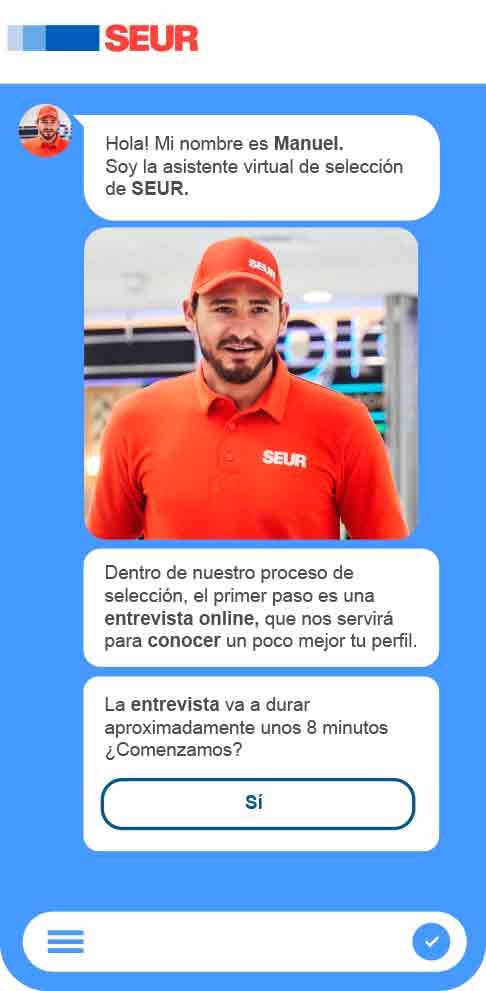 SEUR
Hola! Mi nombre es Manuel.
Soy la asistente virtual de selección
de SEUR.
SEUR
SEUR
Dentro de nuestro proceso de
selección, el primer paso es una
entrevista online, que nos servirá
para conocer un poco mejor tu perfil.
La entrevista va a durar
aproximadamente unos 8 minutos
¿Comenzamos?
Sí